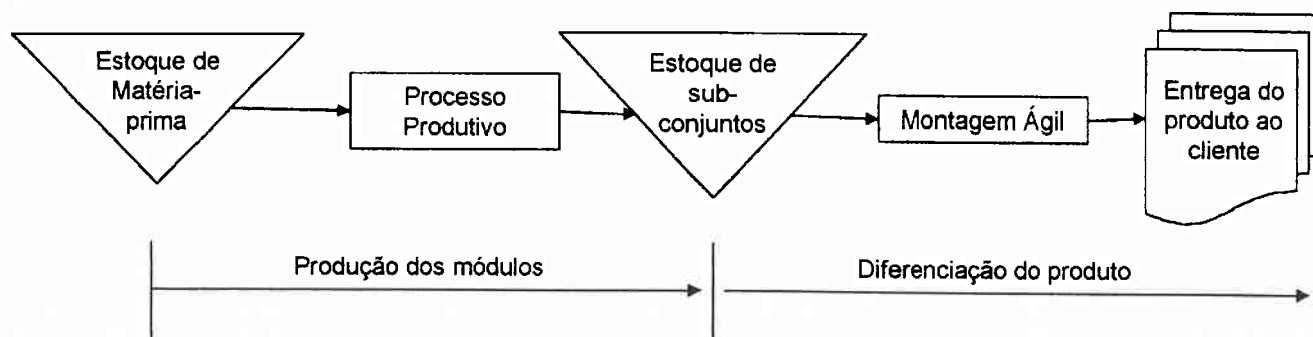 Estoque de
Matéria-
prima
Processo
Produtivo
Estoque de
sub-
conjuntos
Montagem Ágil
Entrega do
produto ao
cliente
Produção dos módulos
Diferenciação do produto